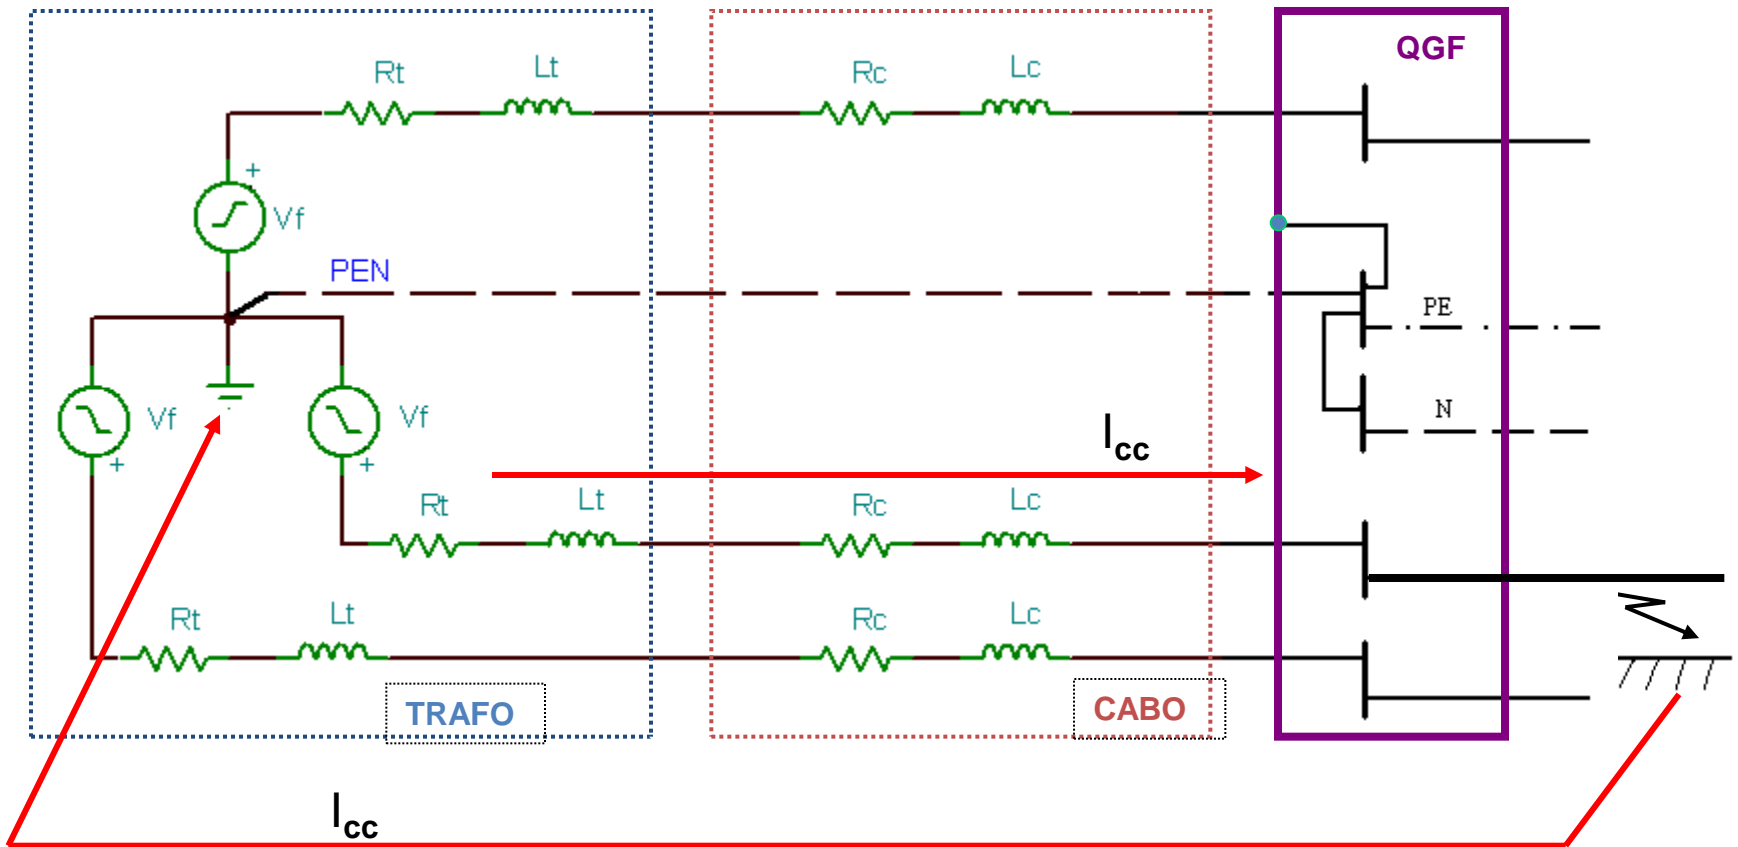 QGF
Rt
Lt
Rc
Lc
+
Vf
PEN
PE
Vf
Vf
N
Icc
+
+
Rt
Lt
Rc
Lc
Rt
Lt
Rc
Lc
TRAFO
CABO
Icc